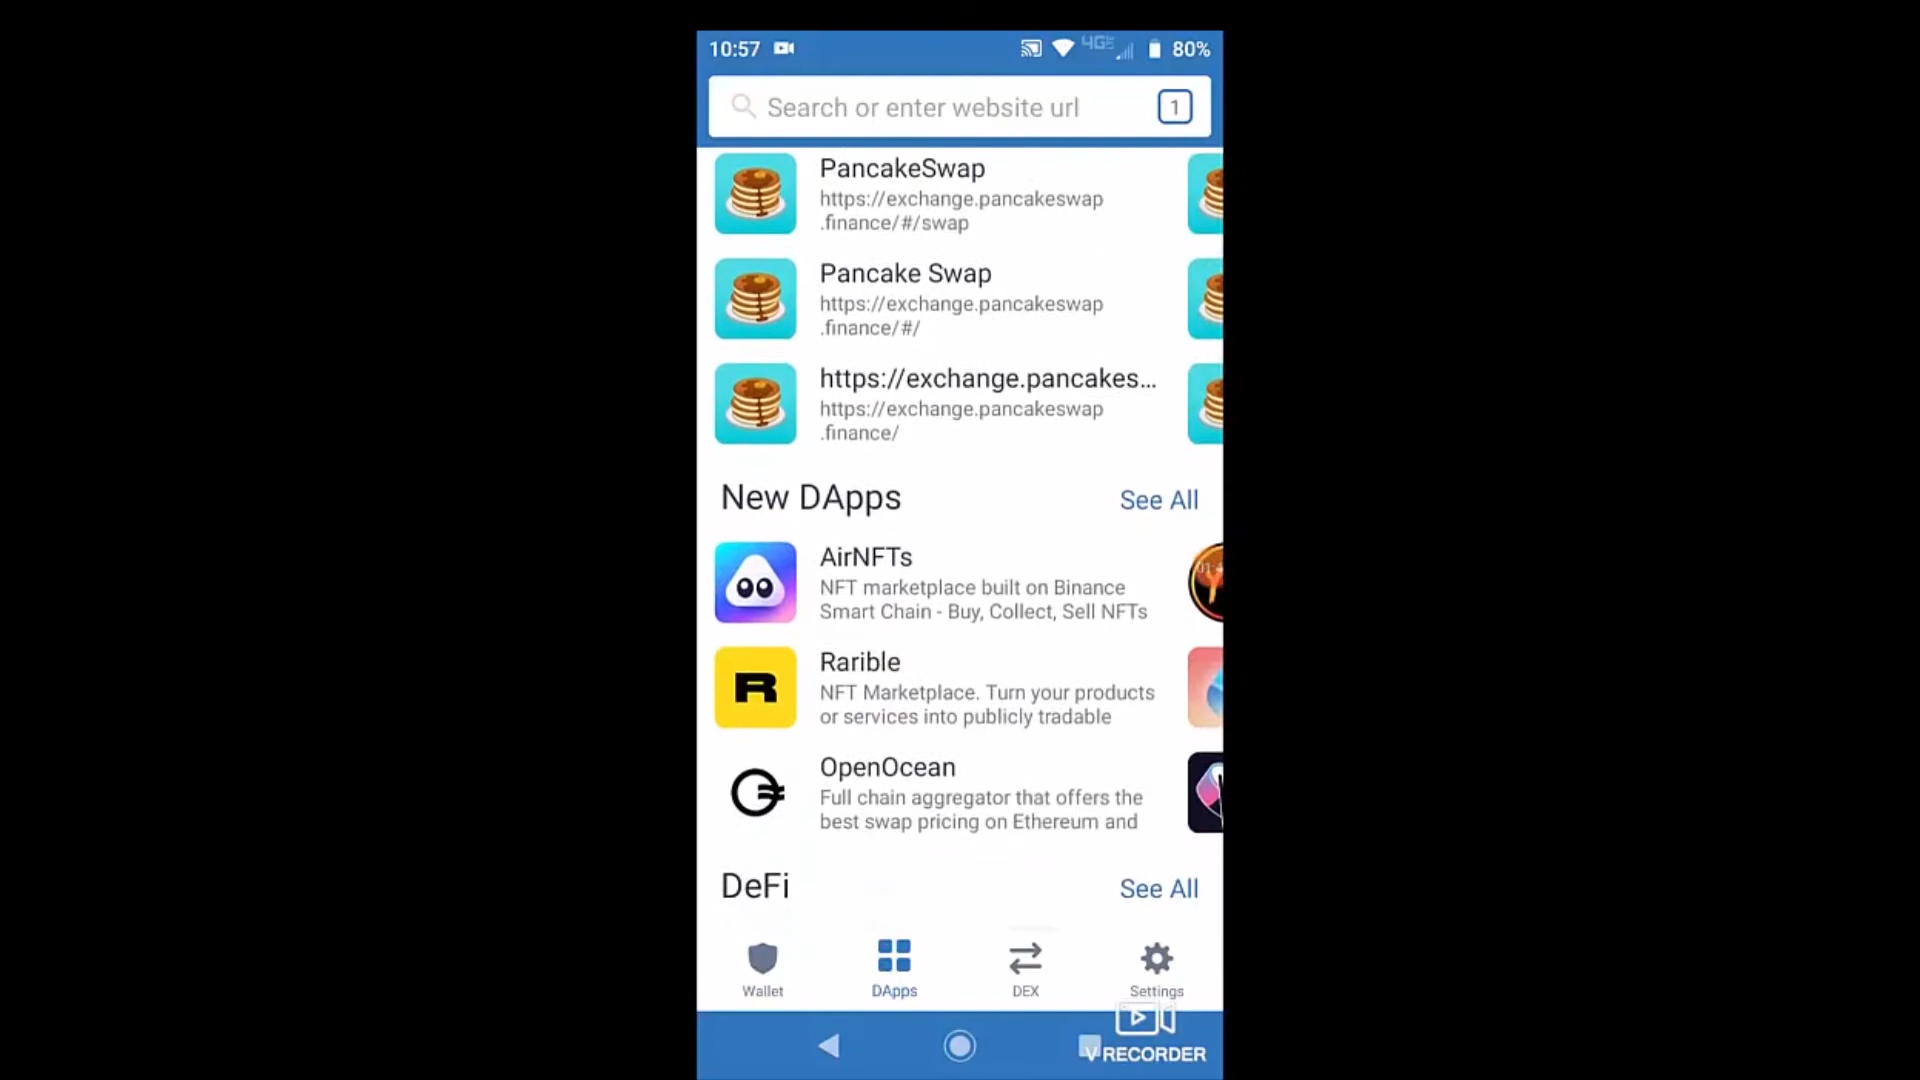 10:57
4G
80%
Search or enter website url
1
PancakeSwap
https://exchange.pancakeswap
.finance/#/swap
Pancake Swap
https://exchange.pancakeswap
.finance/#/
https://exchange.pancakes...
https://exchange.pancakeswap
.finance/
New DApps
See All
AirNFTs
NFT marketplace built on Binance
Smart Chain - Buy, Collect, Sell NFTs
Rarible
NFT Marketplace. Turn your products
or services into publicly tradable
OpenOcean
Full chain aggregator that offers the
best swap pricing on Ethereum and
DeFi
See All
Wallet
DApps
DEX
Settings
V RECORDER